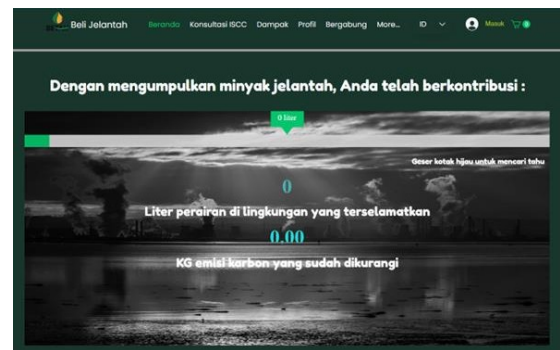 Beli Jelantah
Beranda Konsultasi ISCC Dampak Profil Bergabung More... ID Masuk 0
Dengan mengumpulkan minyak jelantah, Anda telah berkontribusi :
0 liter
Geser kotak hijau untuk mencari tahu
0
Liter perairan di lingkungan yang terselamatkan
0,00
KG emisi karbon yang sudah dikurangi